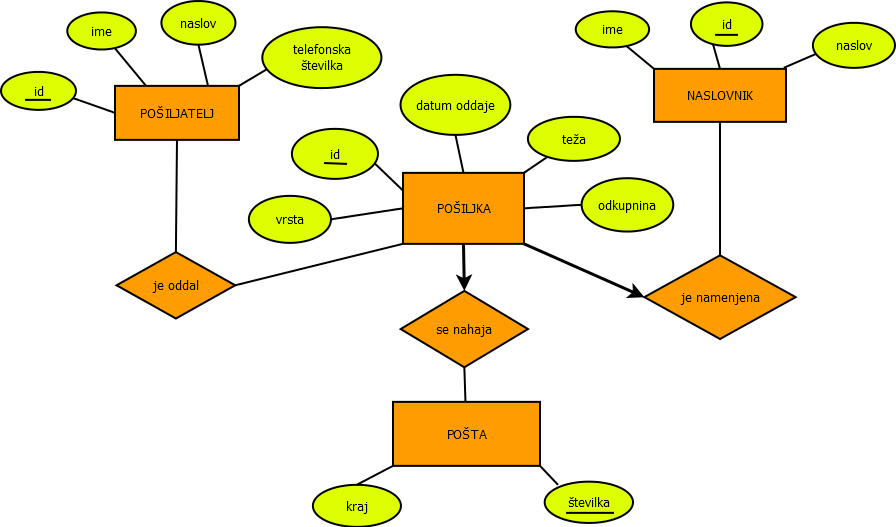 ime
naslov
telefonska
številka
id
POŠILJATELJ
ime
id
naslov
NASLOVNIK
datum oddaje
id
teža
vrsta
POŠILJKA
odkupnina
je oddal
se nahaja
je namenjena
POŠTA
kraj
številka